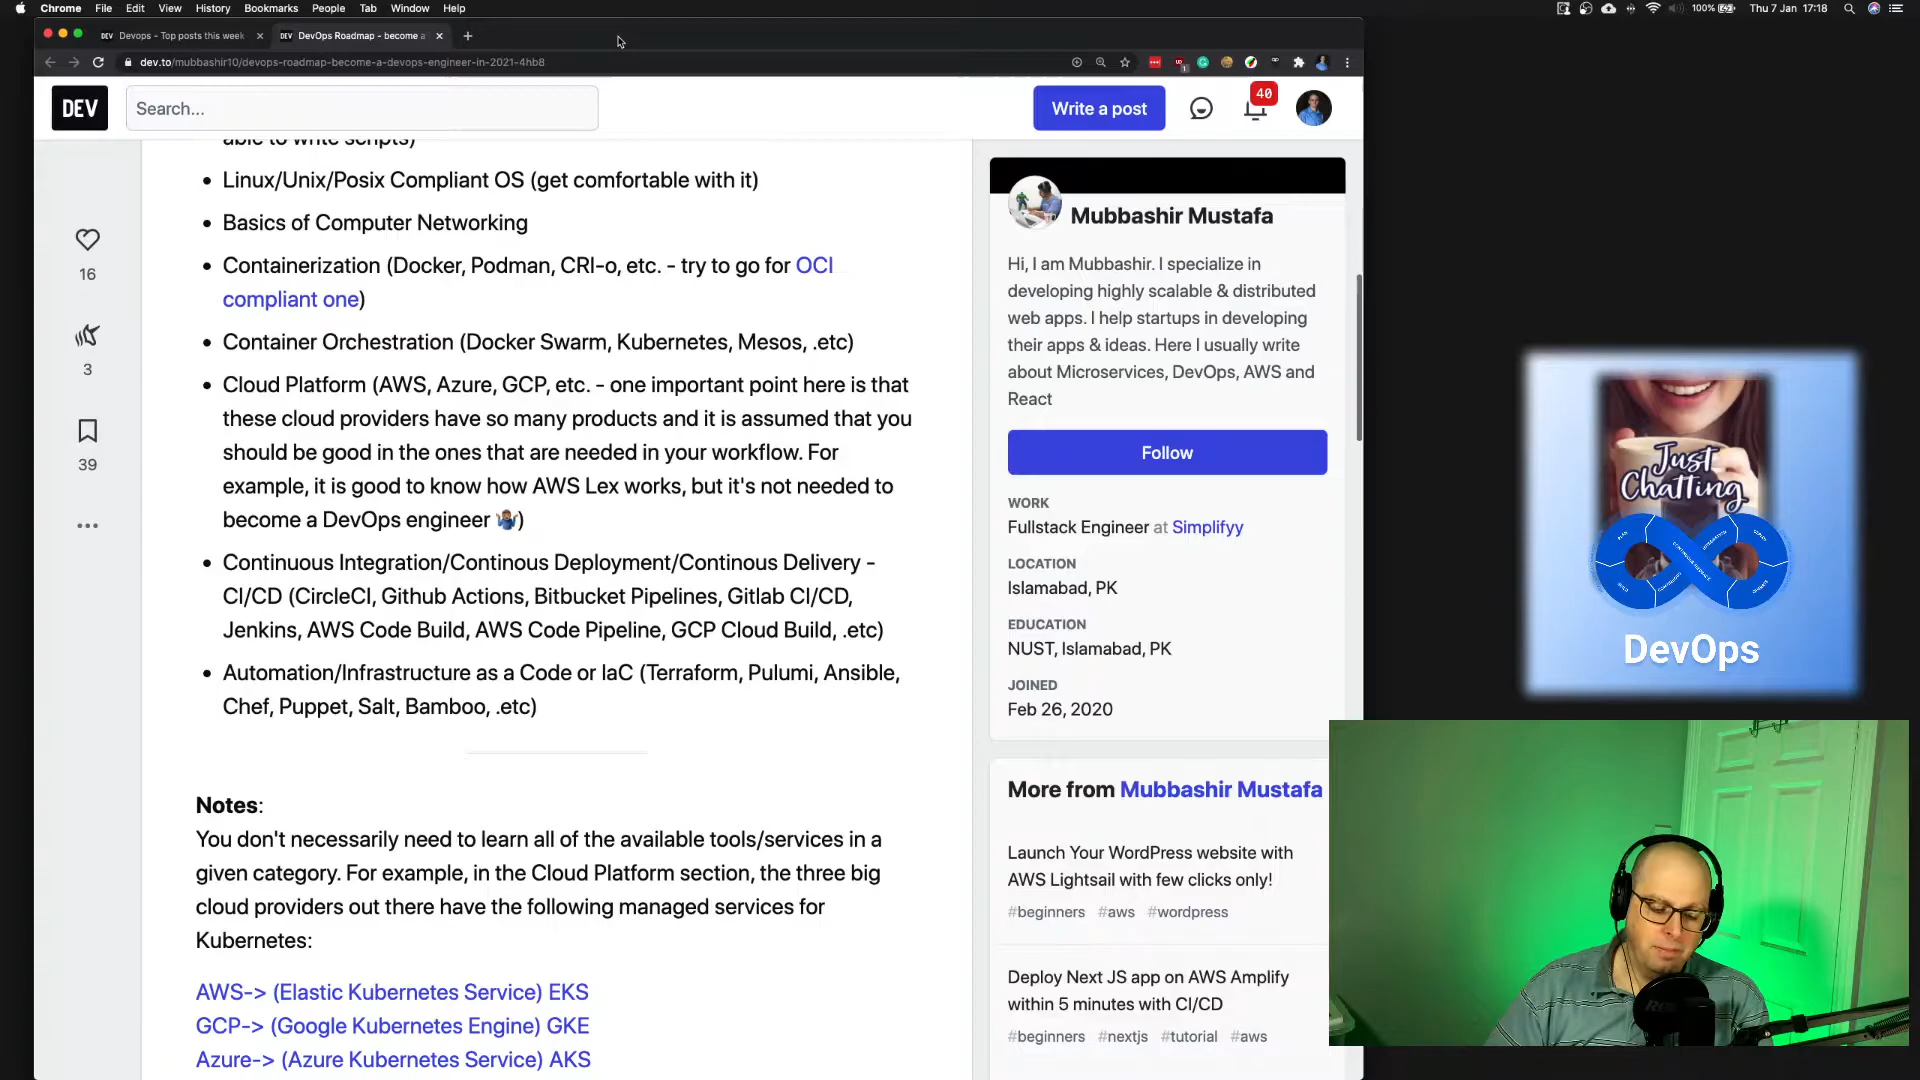 Chrome File Edit View History Bookmarks People Tab Window Help
100%
Thu 7 Jan 17:18
DEV Devops - Top posts this week
DEV DevOps Roadmap - become a
dev.to/mubbashir10/devops-roadmap-become-a-devops-engineer-in-2021-4hb8
DEV
Search...
Write a post
40
able to write scripts)
• Linux/Unix/Posix Compliant OS (get comfortable with it)
• Basics of Computer Networking
• Containerization (Docker, Podman, CRI-o, etc. - try to go for OCI
compliant one)
• Container Orchestration (Docker Swarm, Kubernetes, Mesos, .etc)
• Cloud Platform (AWS, Azure, GCP, etc. - one important point here is that
these cloud providers have so many products and it is assumed that you
should be good in the ones that are needed in your workflow. For
example, it is good to know how AWS Lex works, but it's not needed to
become a DevOps engineer 🤷🏽‍♂️)
• Continuous Integration/Continous Deployment/Continous Delivery -
CI/CD (CircleCI, Github Actions, Bitbucket Pipelines, Gitlab CI/CD,
Jenkins, AWS Code Build, AWS Code Pipeline, GCP Cloud Build, .etc)
• Automation/Infrastructure as a Code or IaC (Terraform, Pulumi, Ansible,
Chef, Puppet, Salt, Bamboo, .etc)
Notes:
You don't necessarily need to learn all of the available tools/services in a
given category. For example, in the Cloud Platform section, the three big
cloud providers out there have the following managed services for
Kubernetes:
AWS-> (Elastic Kubernetes Service) EKS
GCP-> (Google Kubernetes Engine) GKE
Azure-> (Azure Kubernetes Service) AKS
16
3
39
Mubbashir Mustafa
Hi, I am Mubbashir. I specialize in
developing highly scalable & distributed
web apps. I help startups in developing
their apps & ideas. Here I usually write
about Microservices, DevOps, AWS and
React
Follow
WORK
Fullstack Engineer at Simplifyy
LOCATION
Islamabad, PK
EDUCATION
NUST, Islamabad, PK
JOINED
Feb 26, 2020
More from Mubbashir Mustafa
Launch Your WordPress website with
AWS Lightsail with few clicks only!
#beginners #aws #wordpress
Deploy Next JS app on AWS Amplify
within 5 minutes with CI/CD
#beginners #nextjs #tutorial #aws
Just
Chatting
DevOps